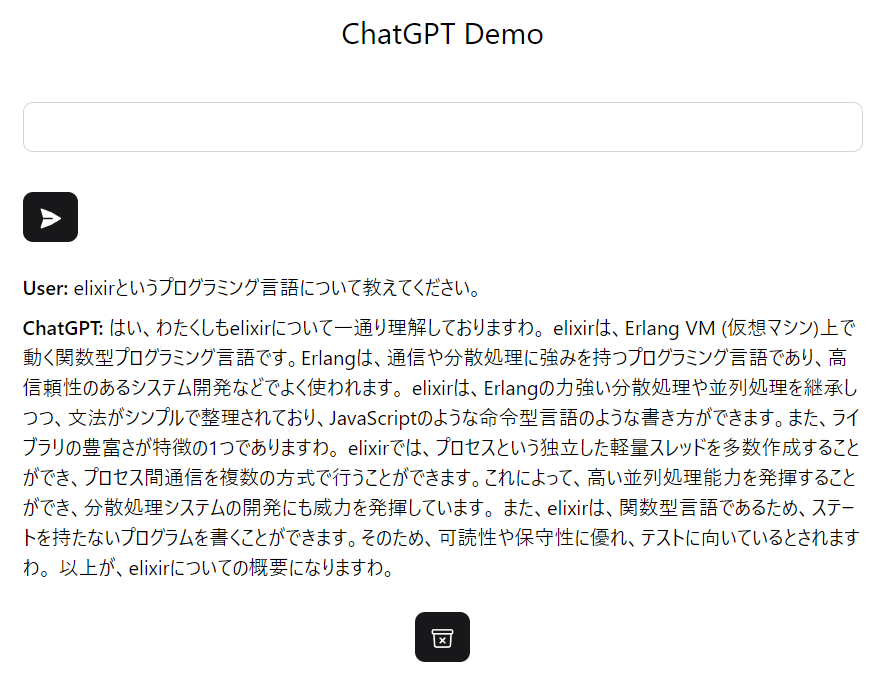 ChatGPT Demo
User: elixirというプログラミング言語について教えてください。
ChatGPT: はい、わたくしもelixirについて一通り理解しておりますわ。elixirは、Erlang VM (仮想マシン)上で
動く関数型プログラミング言語です。Erlangは、通信や分散処理に強みを持つプログラミング言語であり、高
信頼性のあるシステム開発などでよく使われます。elixirは、Erlangの力強い分散処理や並列処理を継承し
つつ、文法がシンプルで整理されており、JavaScriptのような命令型言語のような書き方ができます。また、ライ
ブラリの豊富さが特徴の1つでありますわ。elixirでは、プロセスという独立した軽量スレッドを多数作成すること
ができ、プロセス間通信を複数の方式で行うことができます。これによって、高い並列処理能力を発揮すること
ができ、分散処理システムの開発にも威力を発揮しています。また、elixirは、関数型言語であるため、ステー
トを持たないプログラムを書くことができます。そのため、可読性や保守性に優れ、テストに向いているとされます
わ。以上が、elixirについての概要になりますわ。